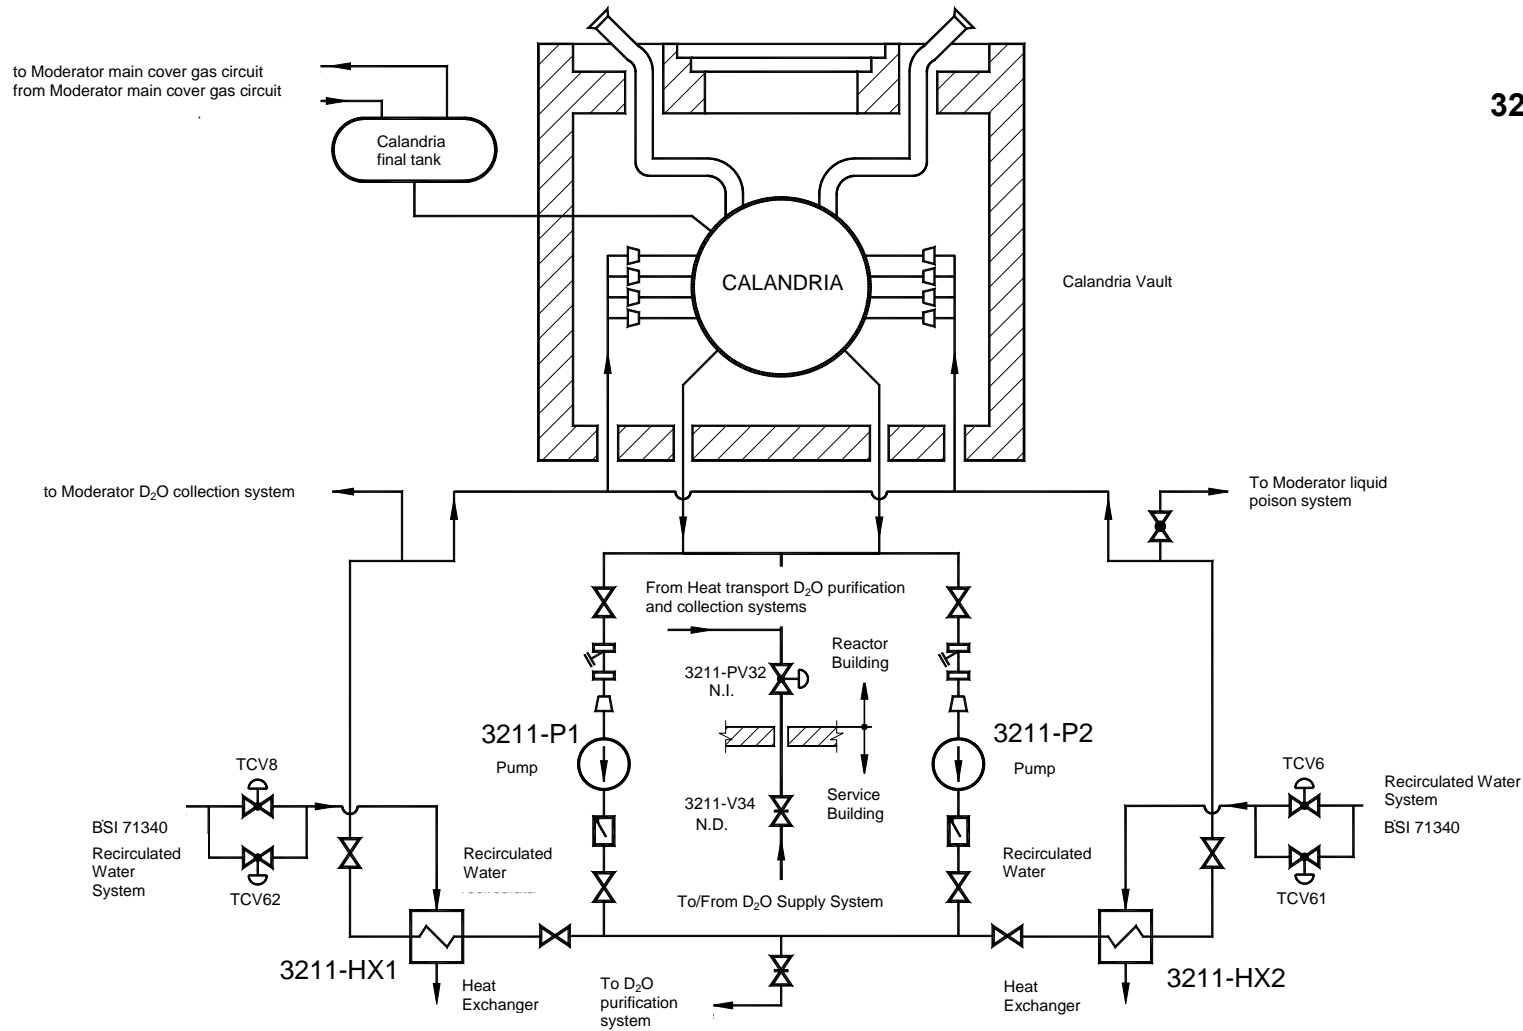 to Moderator main cover gas circuit
from Moderator main cover gas circuit
32
Calandria
final tank
CALANDRIA
Calandria Vault
to Moderator D₂O collection system
To Moderator liquid
poison system
From Heat transport D₂O purification
and collection systems
Reactor
Building
3211-PV32
N.I.
3211-P1
Pump
3211-P2
Pump
TCV8
TCV6
Recirculated Water
System
BSI 71340
3211-V34
N.D.
Service
Building
BSI 71340
Recirculated
Water
System
Recirculated
Water
Recirculated
Water
TCV62
TCV61
To/From D₂O Supply System
3211-HX1
3211-HX2
Heat
Exchanger
To D₂O
purification
system
Heat
Exchanger